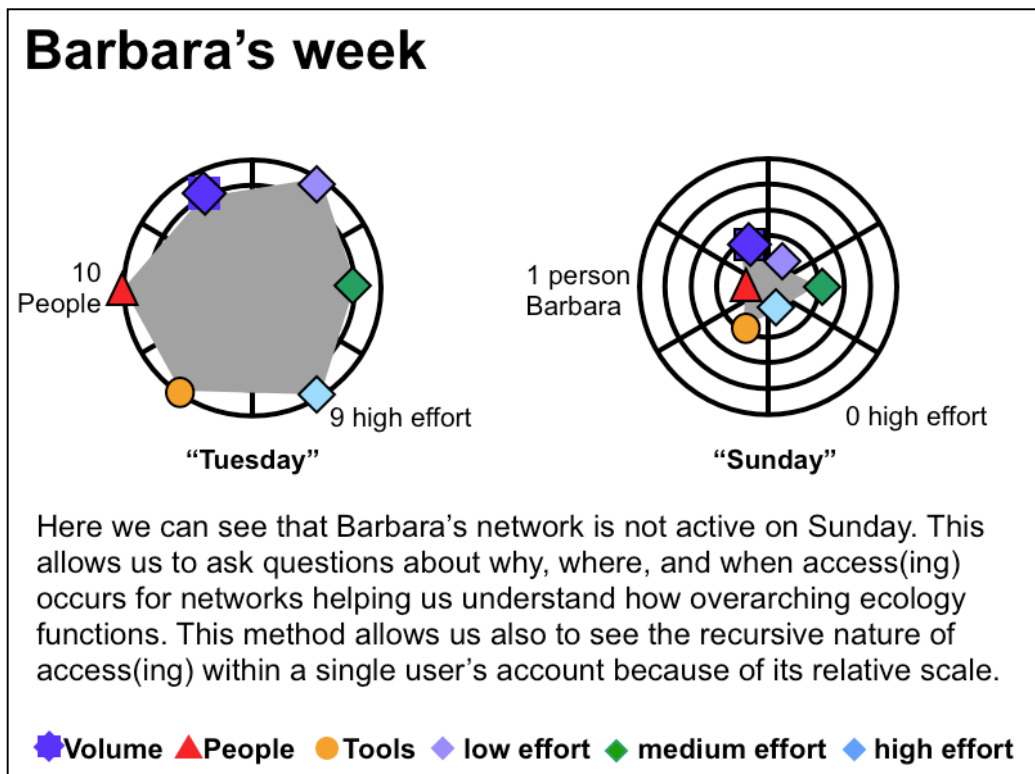 Barbara’s week
10
People
9 high effort
“Tuesday”
1 person
Barbara
0 high effort
“Sunday”
Here we can see that Barbara’s network is not active on Sunday. This
allows us to ask questions about why, where, and when access(ing)
occurs for networks helping us understand how overarching ecology
functions. This method allows us also to see the recursive nature of
access(ing) within a single user’s account because of its relative scale.
Volume People Tools low effort medium effort high effort